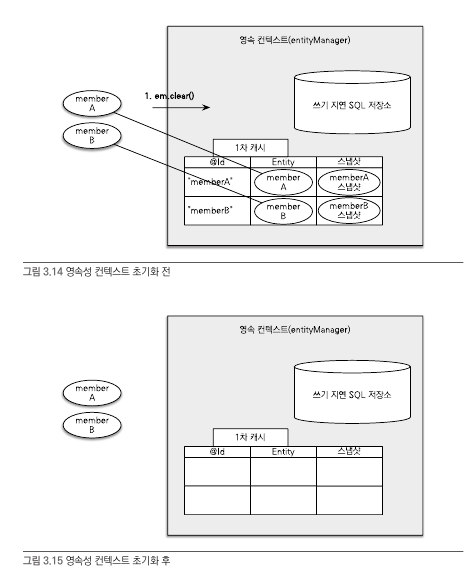 영속 컨텍스트(entityManager)
member
A
1. em.clear()
쓰기 지연 SQL 저장소
member
B
1차 캐시
@Id Entity 스냅샷
"memberA" member
A memberA
스냅샷
"memberB" member
B memberB
스냅샷
그림 3.14 영속성 컨텍스트 초기화 전
영속 컨텍스트(entityManager)
member
A
쓰기 지연 SQL 저장소
member
B
1차 캐시
@Id Entity 스냅샷
그림 3.15 영속성 컨텍스트 초기화 후